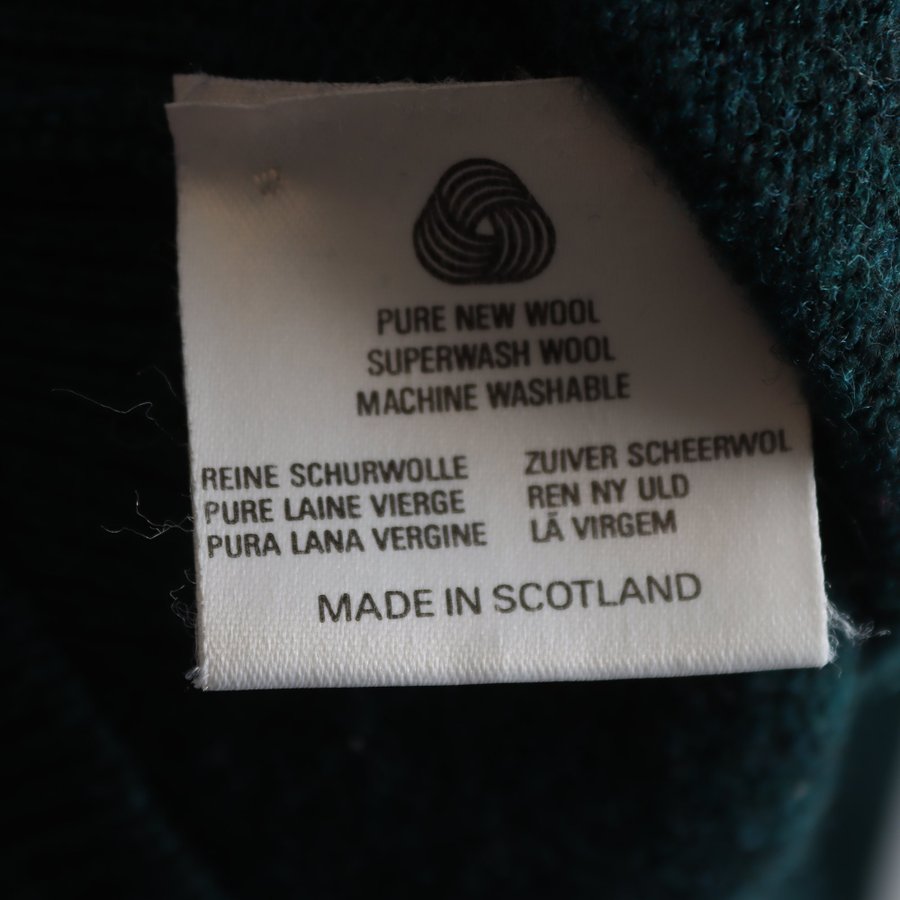 PURE NEW WOOL
SUPERWASH WOOL
MACHINE WASHABLE
REINE SCHURWOLLE
PURE LAINE VIERGE
PURA LANA VERGINE
ZUIVER SCHEERWOL
REN NY ULD
LÃ VIRGEM
MADE IN SCOTLAND